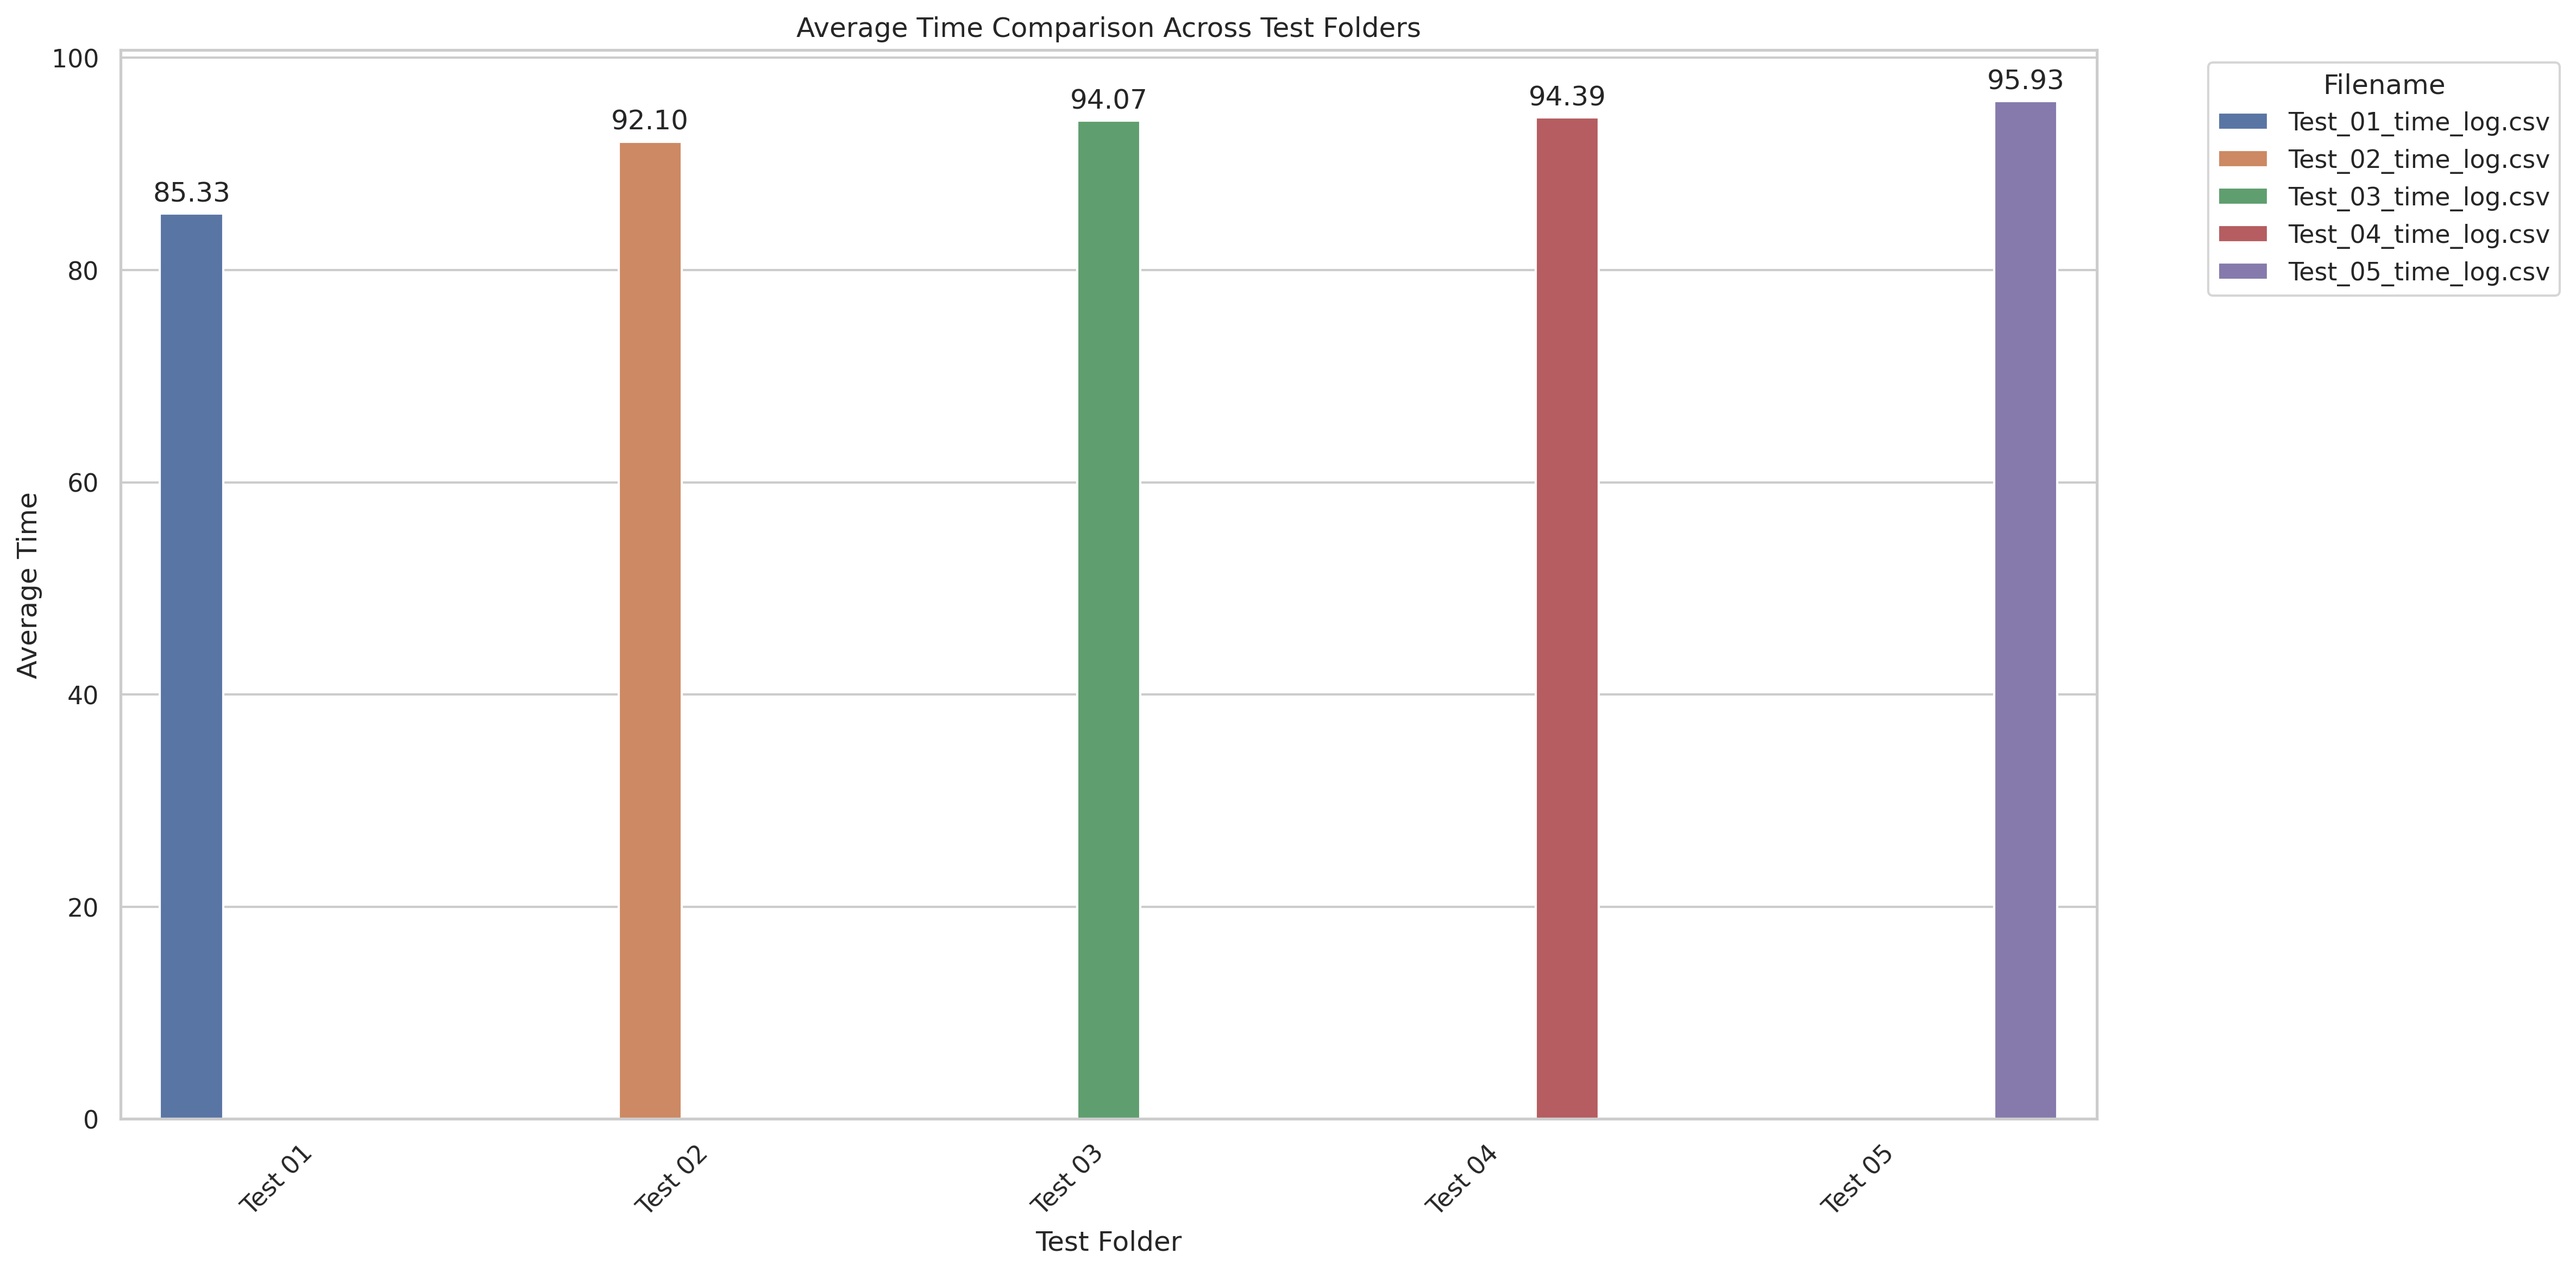 Average Time Comparison Across Test Folders
100
80
60
40
20
0
Average Time
85.33
92.10
94.07
94.39
95.93
Test 01
Test 02
Test 03
Test 04
Test 05
Test Folder
Filename
Test_01_time_log.csv
Test_02_time_log.csv
Test_03_time_log.csv
Test_04_time_log.csv
Test_05_time_log.csv